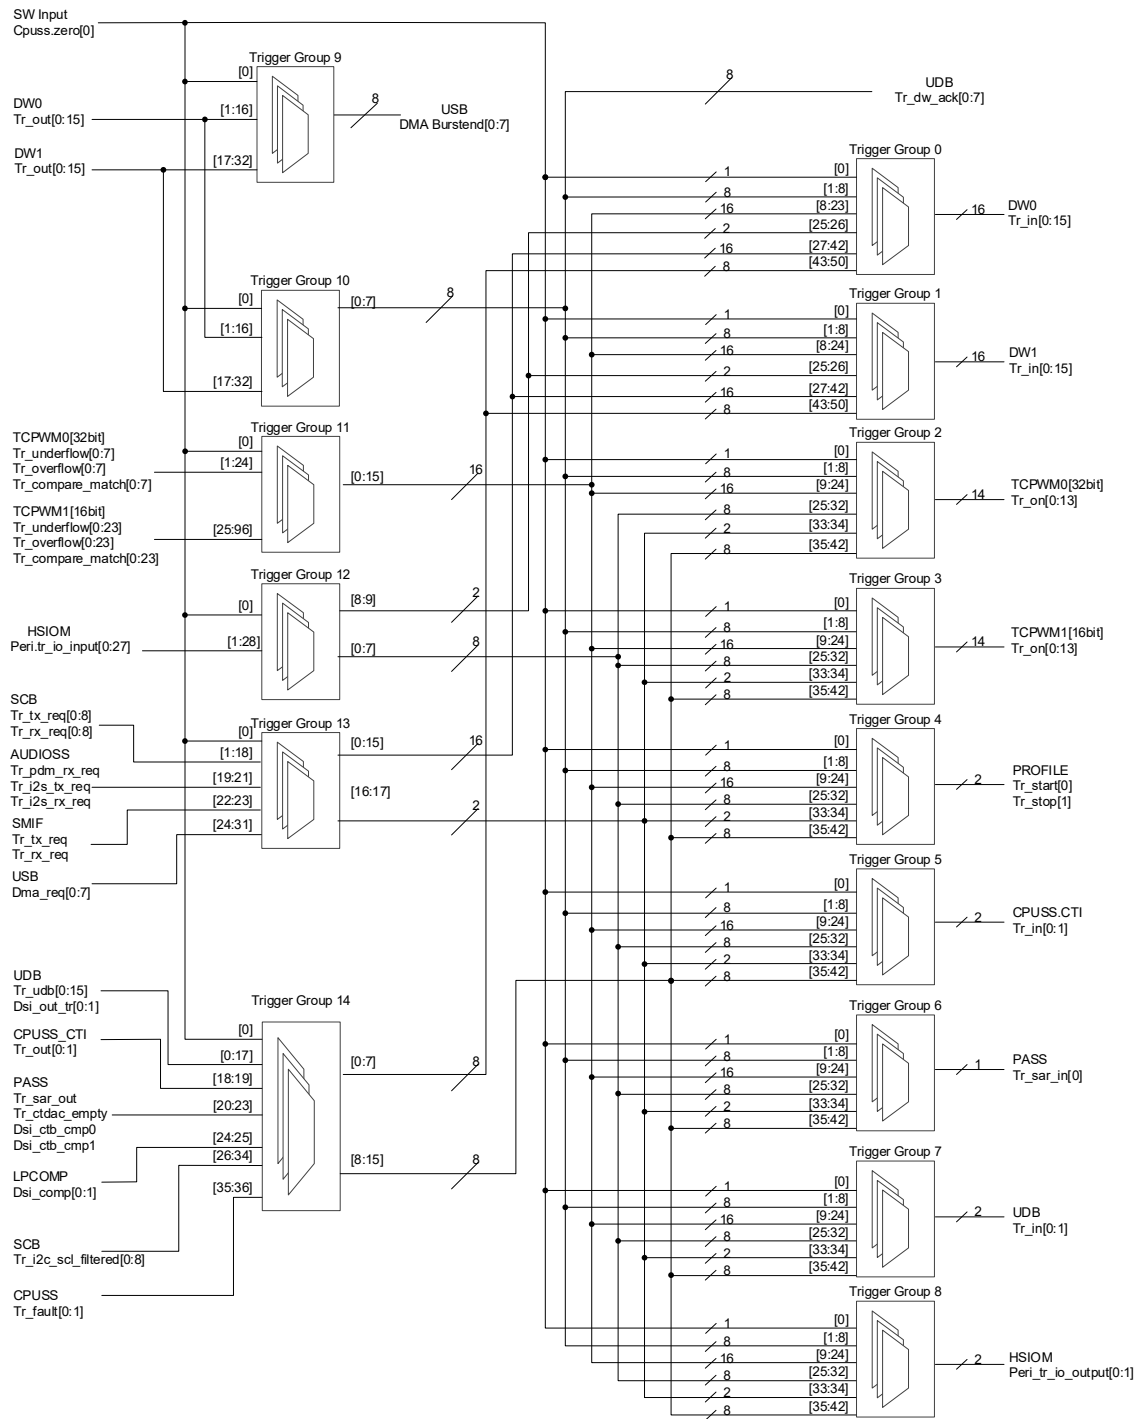 SW Input
Cpuss.zero[0]
Trigger Group 9
[0]
DW0
Tr_out[0:15]
[1:16]
DW1
Tr_out[0:15]
[17:32]
8
USB
DMA Burstend[0:7]
8
UDB
Tr_dw_ack[0:7]
Trigger Group 10
[0]
[1:16]
[17:32]
[0:7]
8
TCPWM0[32bit]
Tr_underflow[0:7]
Tr_overflow[0:7]
Tr_compare_match[0:7]
TCPWM1[16bit]
Tr_underflow[0:23]
Tr_overflow[0:23]
Tr_compare_match[0:23]
Trigger Group 11
[0]
[1:24]
[25:96]
[0:15]
16
HSIOM
Peri.tr_io_input[0:27]
Trigger Group 12
[0]
[1:28]
[8:9]
2
[0:7]
8
SCB
Tr_tx_req[0:8]
Tr_rx_req[0:8]
AUDIOSS
Tr_pdm_rx_req
Tr_i2s_tx_req
Tr_i2s_rx_req
SMIF
Tr_tx_req
Tr_rx_req
USB
Dma_req[0:7]
Trigger Group 13
[0]
[1:18]
[19:21]
[22:23]
[24:31]
[0:15]
16
[16:17]
2
UDB
Tr_udb[0:15]
Dsi_out_tr[0:1]
CPUSS_CTI
Tr_out[0:1]
PASS
Tr_sar_out
Tr_ctdac_empty
Dsi_ctb_cmp0
Dsi_ctb_cmp1
LPCOMP
Dsi_comp[0:1]
SCB
Tr_i2c_scl_filtered[0:8]
CPUSS
Tr_fault[0:1]
Trigger Group 14
[0]
[0:17]
[18:19]
[20:23]
[24:25]
[26:34]
[35:36]
[0:7]
8
[8:15]
8
Trigger Group 0
1 [0]
8 [1:8]
16 [8:23]
2 [25:26]
16 [27:42]
8 [43:50]
16
DW0
Tr_in[0:15]
Trigger Group 1
1 [0]
8 [1:8]
16 [8:24]
2 [25:26]
16 [27:42]
8 [43:50]
16
DW1
Tr_in[0:15]
Trigger Group 2
1 [0]
8 [1:8]
16 [9:24]
8 [25:32]
2 [33:34]
8 [35:42]
14
TCPWM0[32bit]
Tr_on[0:13]
Trigger Group 3
1 [0]
8 [1:8]
16 [9:24]
8 [25:32]
2 [33:34]
8 [35:42]
14
TCPWM1[16bit]
Tr_on[0:13]
Trigger Group 4
1 [0]
8 [1:8]
16 [9:24]
8 [25:32]
2 [33:34]
8 [35:42]
2
PROFILE
Tr_start[0]
Tr_stop[1]
Trigger Group 5
1 [0]
8 [1:8]
16 [9:24]
8 [25:32]
2 [33:34]
8 [35:42]
2
CPUSS.CTI
Tr_in[0:1]
Trigger Group 6
1 [0]
8 [1:8]
16 [9:24]
8 [25:32]
2 [33:34]
8 [35:42]
1
PASS
Tr_sar_in[0]
Trigger Group 7
1 [0]
8 [1:8]
16 [9:24]
8 [25:32]
2 [33:34]
8 [35:42]
2
UDB
Tr_in[0:1]
Trigger Group 8
1 [0]
8 [1:8]
16 [9:24]
8 [25:32]
2 [33:34]
8 [35:42]
2
HSIOM
Peri_tr_io_output[0:1]